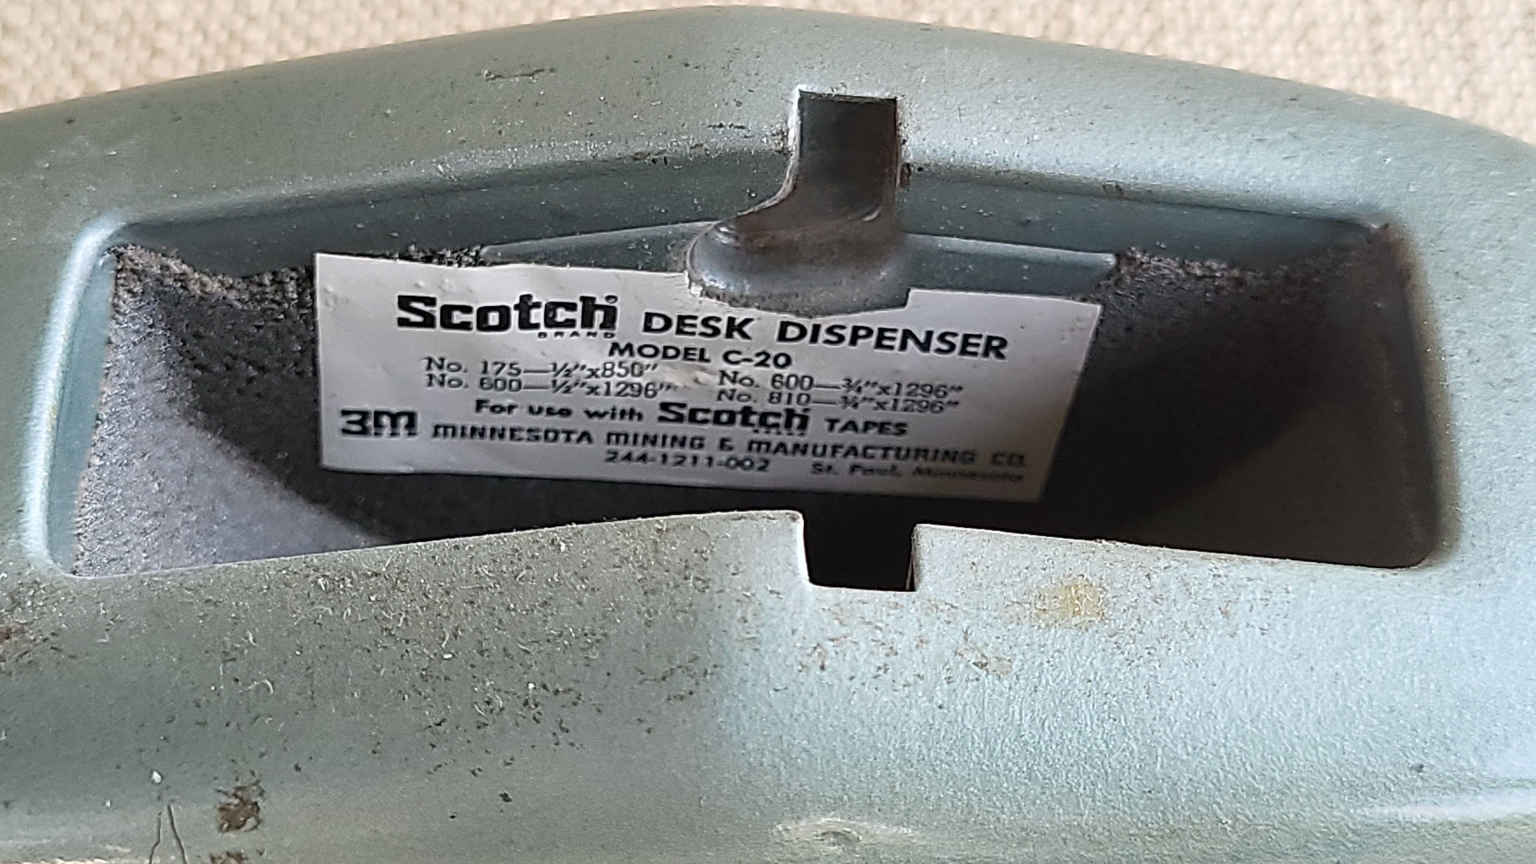 Scotch BRAND DESK DISPENSER
MODEL C-20
No. 175—½"x850" No. 600—¾"x1296"
No. 600—½"x1296" No. 810—¾"x1296"
For use with Scotch BRAND TAPES
3M MINNESOTA MINING & MANUFACTURING CO.
244-1211-002 St. Paul, Minnesota